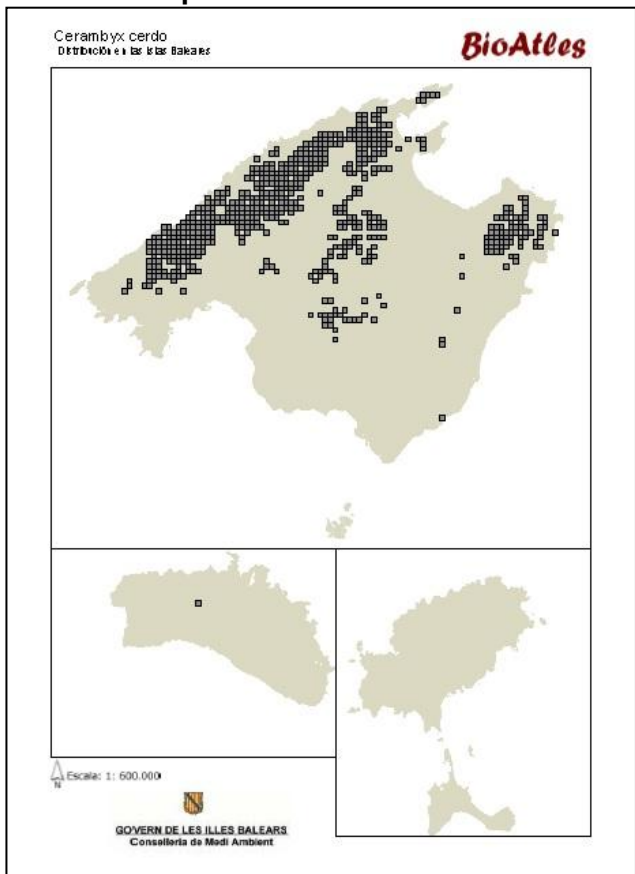 Cerambyx cerdo
Distribución en las Islas Baleares
BioAtles
N
Escala: 1: 600.000
GOVERN DE LES ILLES BALEARS
Conselleria de Medi Ambient